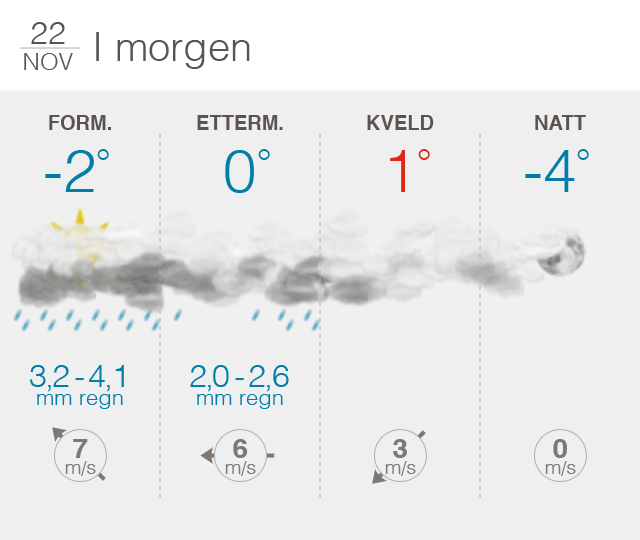 22
NOV
I morgen
FORM. ETTERM. KVELD NATT
-2° 0° 1° -4°
3,2 - 4,1 2,0 - 2,6
mm regn mm regn
7 6 3 0
m/s m/s m/s m/s